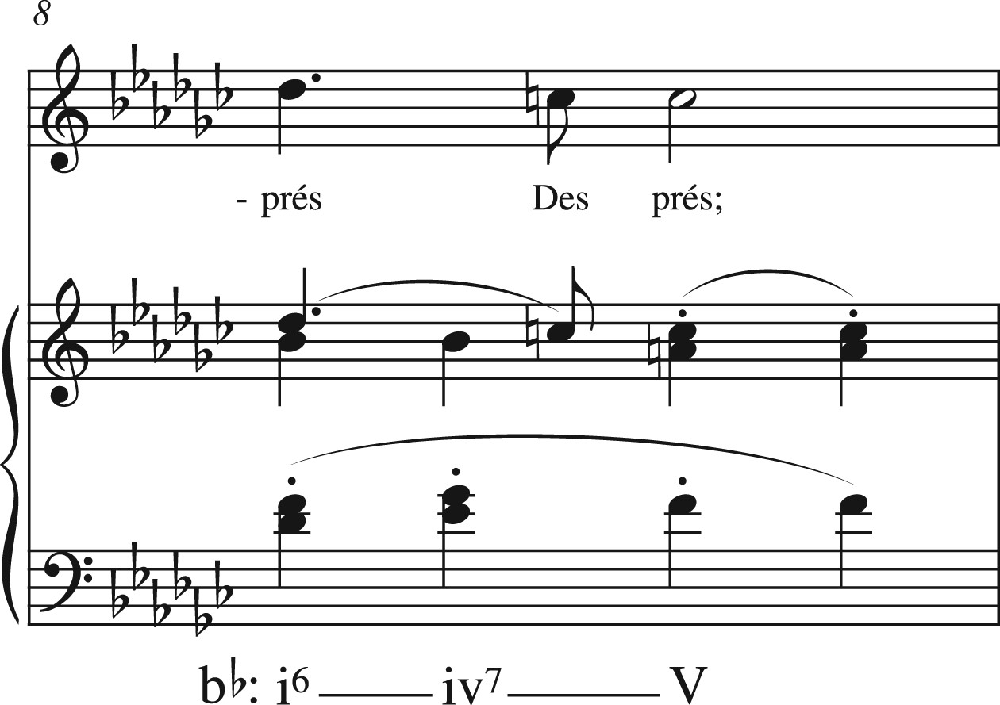 8
- prés Des prés;
b♭: i6 iv7 V